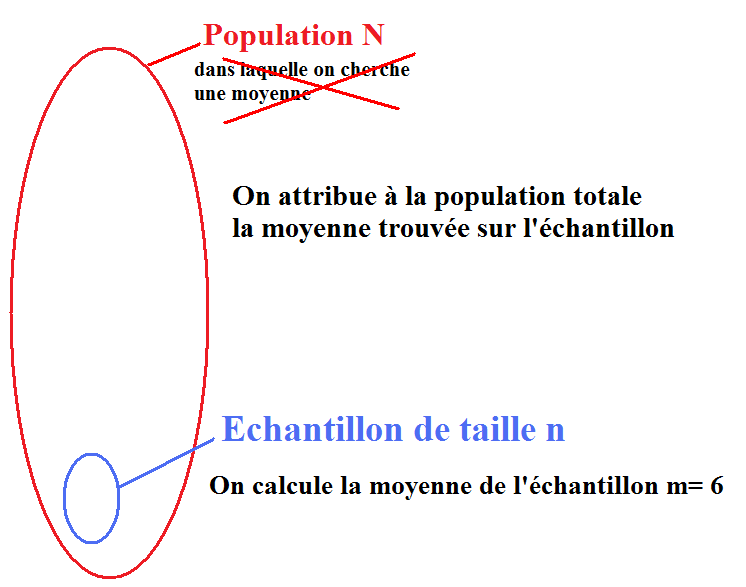 Population N
dans laquelle on cherche
une moyenne
On attribue à la population totale
la moyenne trouvée sur l'échantillon
Echantillon de taille n
On calcule la moyenne de l'échantillon m= 6